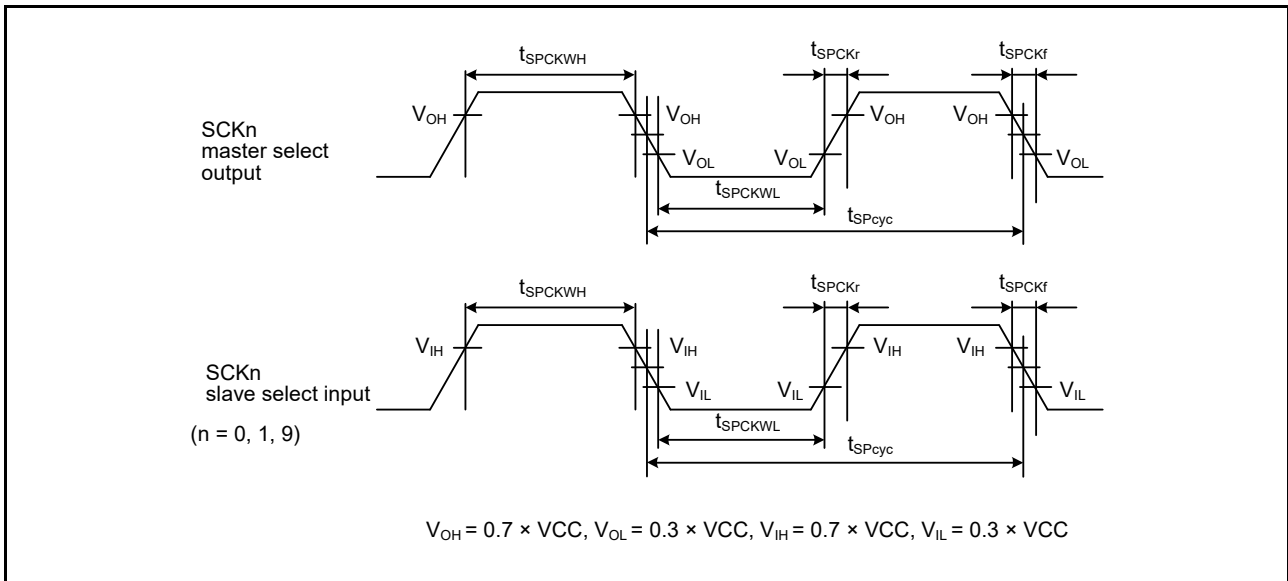 tSPCKWH
tSPCKr
tSPCKf
VOH
VOH
VOH
VOH
SCKn
master select
output
VOL
VOL
VOL
tSPCKWL
tSPcyc
tSPCKWH
tSPCKr
tSPCKf
VIH
VIH
VIH
VIH
SCKn
slave select input
VIL
VIL
VIL
(n = 0, 1, 9)
tSPCKWL
tSPcyc
VOH = 0.7 × VCC, VOL = 0.3 × VCC, VIH = 0.7 × VCC, VIL = 0.3 × VCC